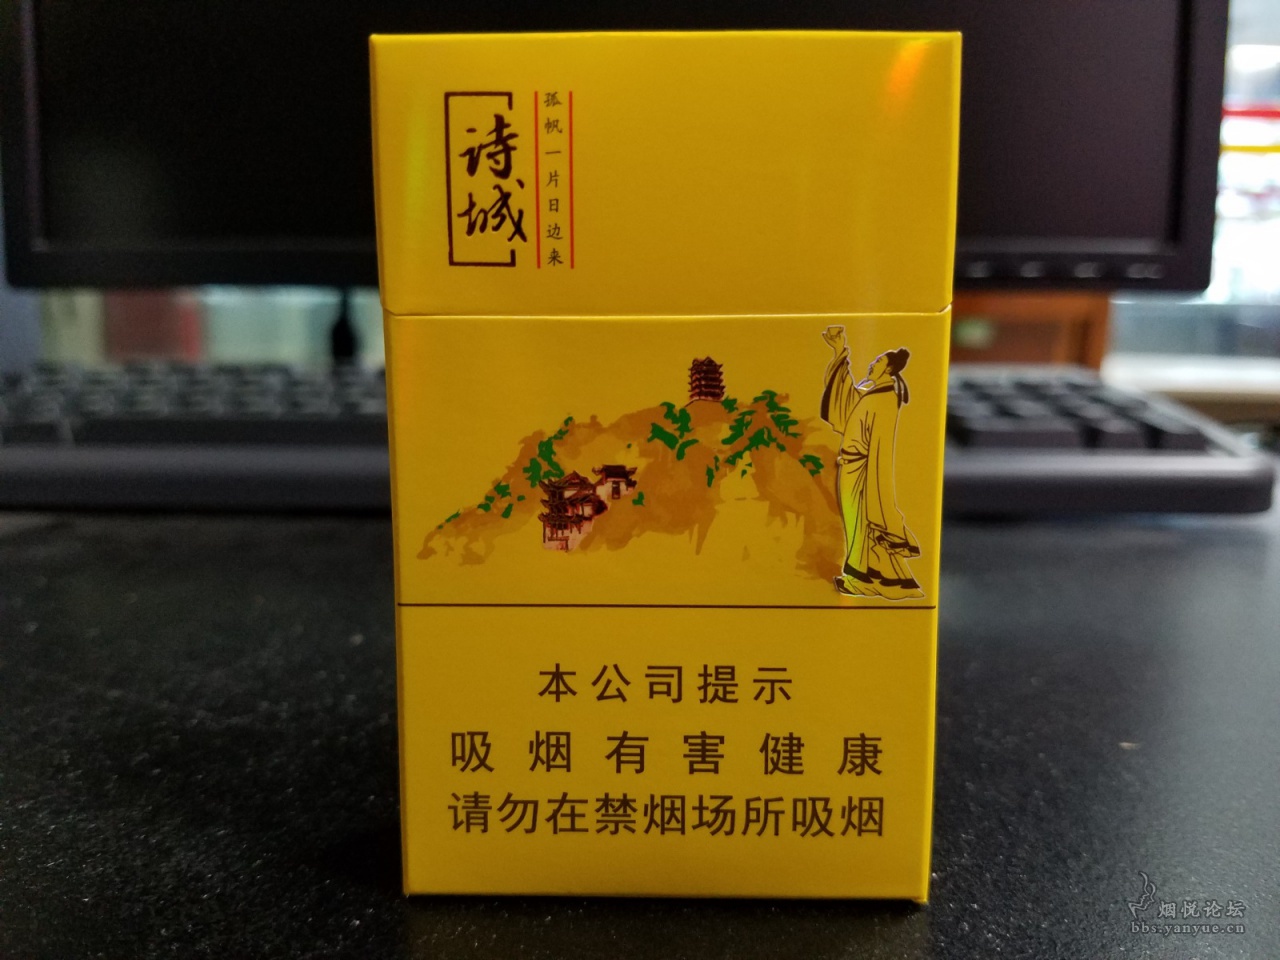 诗城
孤帆一片日边来
本公司提示
吸烟有害健康
请勿在禁烟场所吸烟
烟悦论坛
bbs.yanyue.cn